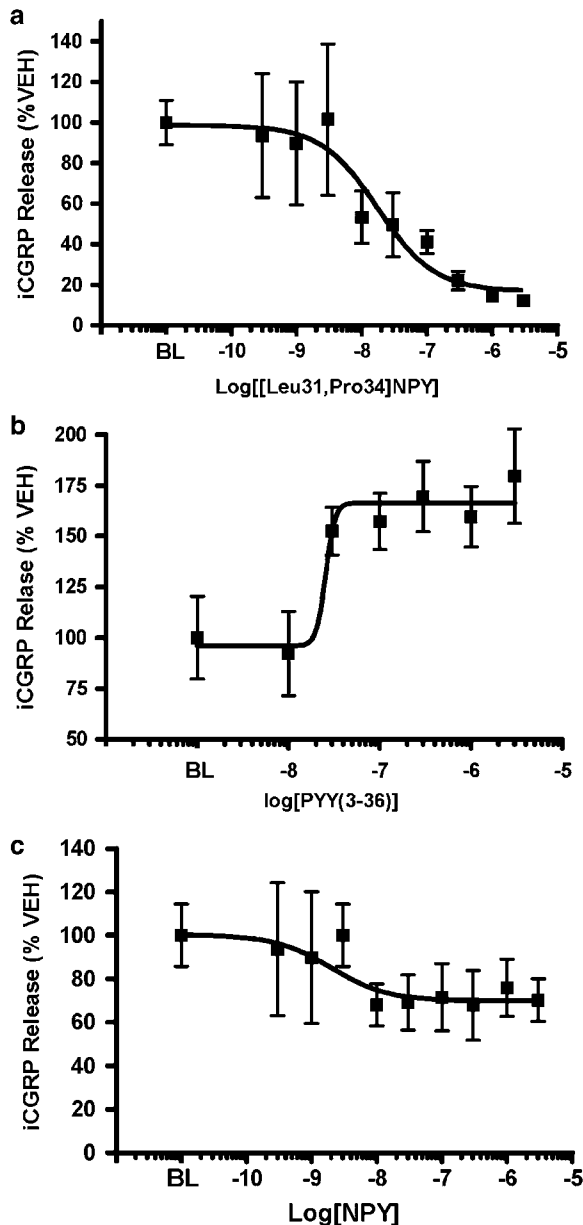 a
140
120
100
80
60
40
20
0
iCGRP Release (%VEH)
BL -10 -9 -8 -7 -6 -5
Log[[Leu31,Pro34]NPY]
b
200
175
150
125
100
75
50
iCGRP Relase (% VEH)
BL -8 -7 -6 -5
log[PYY(3-36)]
c
140
120
100
80
60
40
20
0
iCGRP Release (% VEH)
BL -10 -9 -8 -7 -6 -5
Log[NPY]